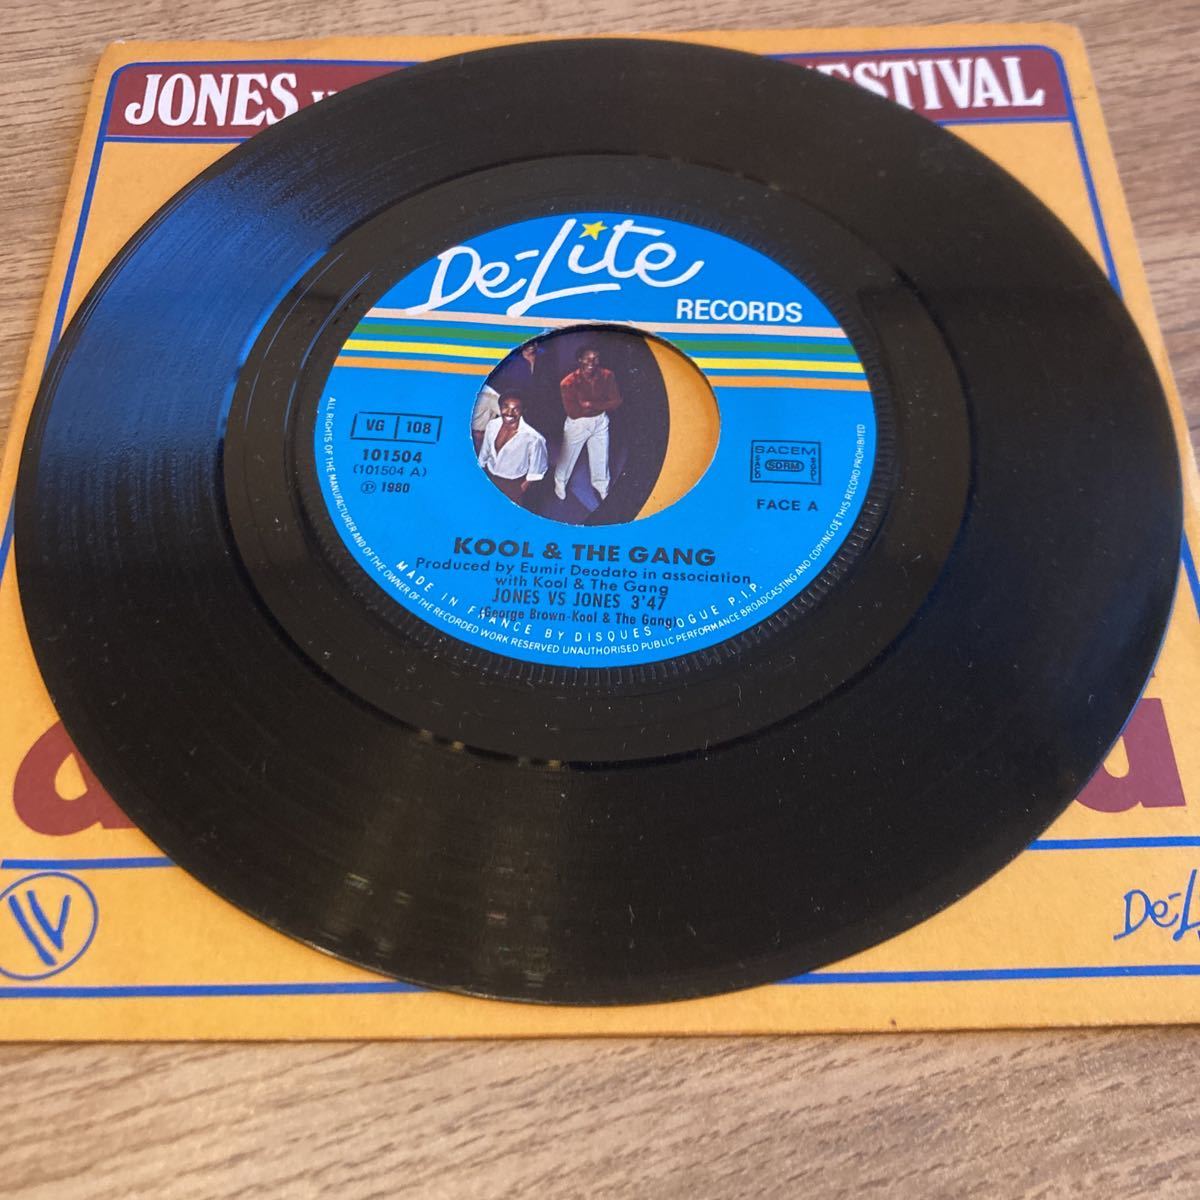 JONES
ESTIVAL
De-Lite
RECORDS
VG 108
101504
(101504 A)
℗ 1980
SACEM
SDRM
FACE A
KOOL & THE GANG
Produced by Eumir Deodato in association
with Kool & The Gang
JONES VS JONES 3'47
(George Brown-Kool & The Gang)
MADE IN FRANCE BY DISQUES VOGUE P.I.P.
ALL RIGHTS OF THE MANUFACTURER AND OF THE OWNER OF THE RECORDED WORK RESERVED UNAUTHORISED PUBLIC PERFORMANCE BROADCASTING AND COPYING OF THIS RECORD PROHIBITED
IV
De-L